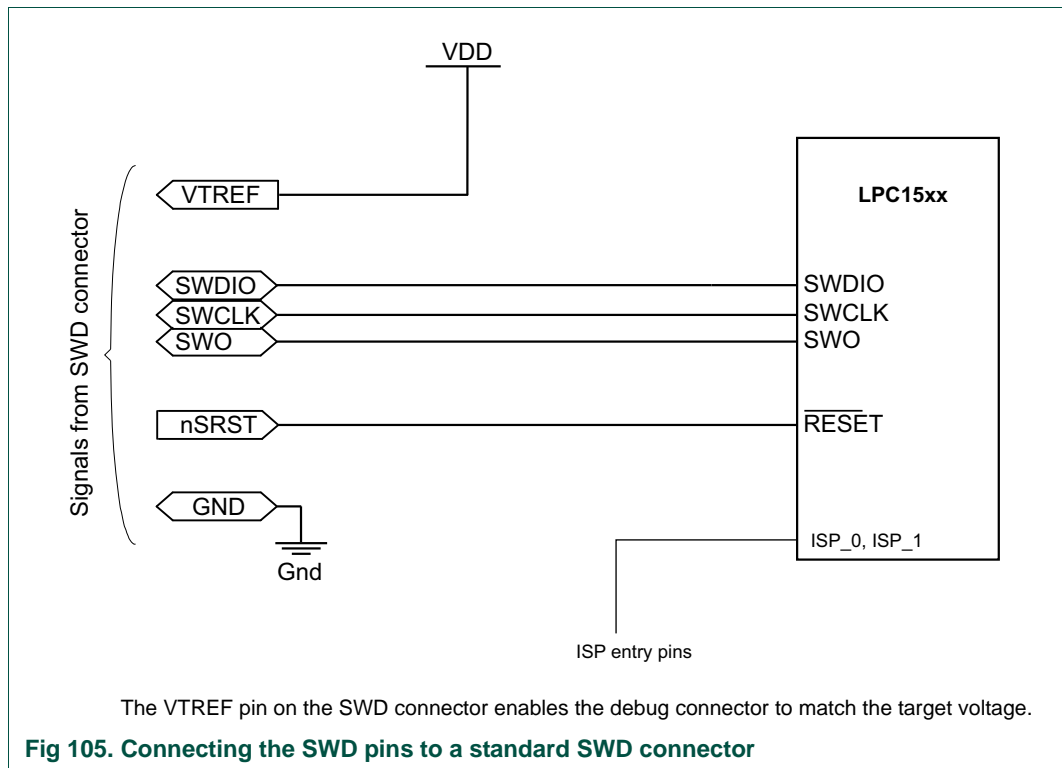 VDD
Signals from SWD connector
VTREF
LPC15xx
SWDIO
SWCLK
SWO
nSRST
GND
Gnd
SWDIO
SWCLK
SWO
RESET
ISP_0, ISP_1
ISP entry pins
The VTREF pin on the SWD connector enables the debug connector to match the target voltage.
Fig 105. Connecting the SWD pins to a standard SWD connector